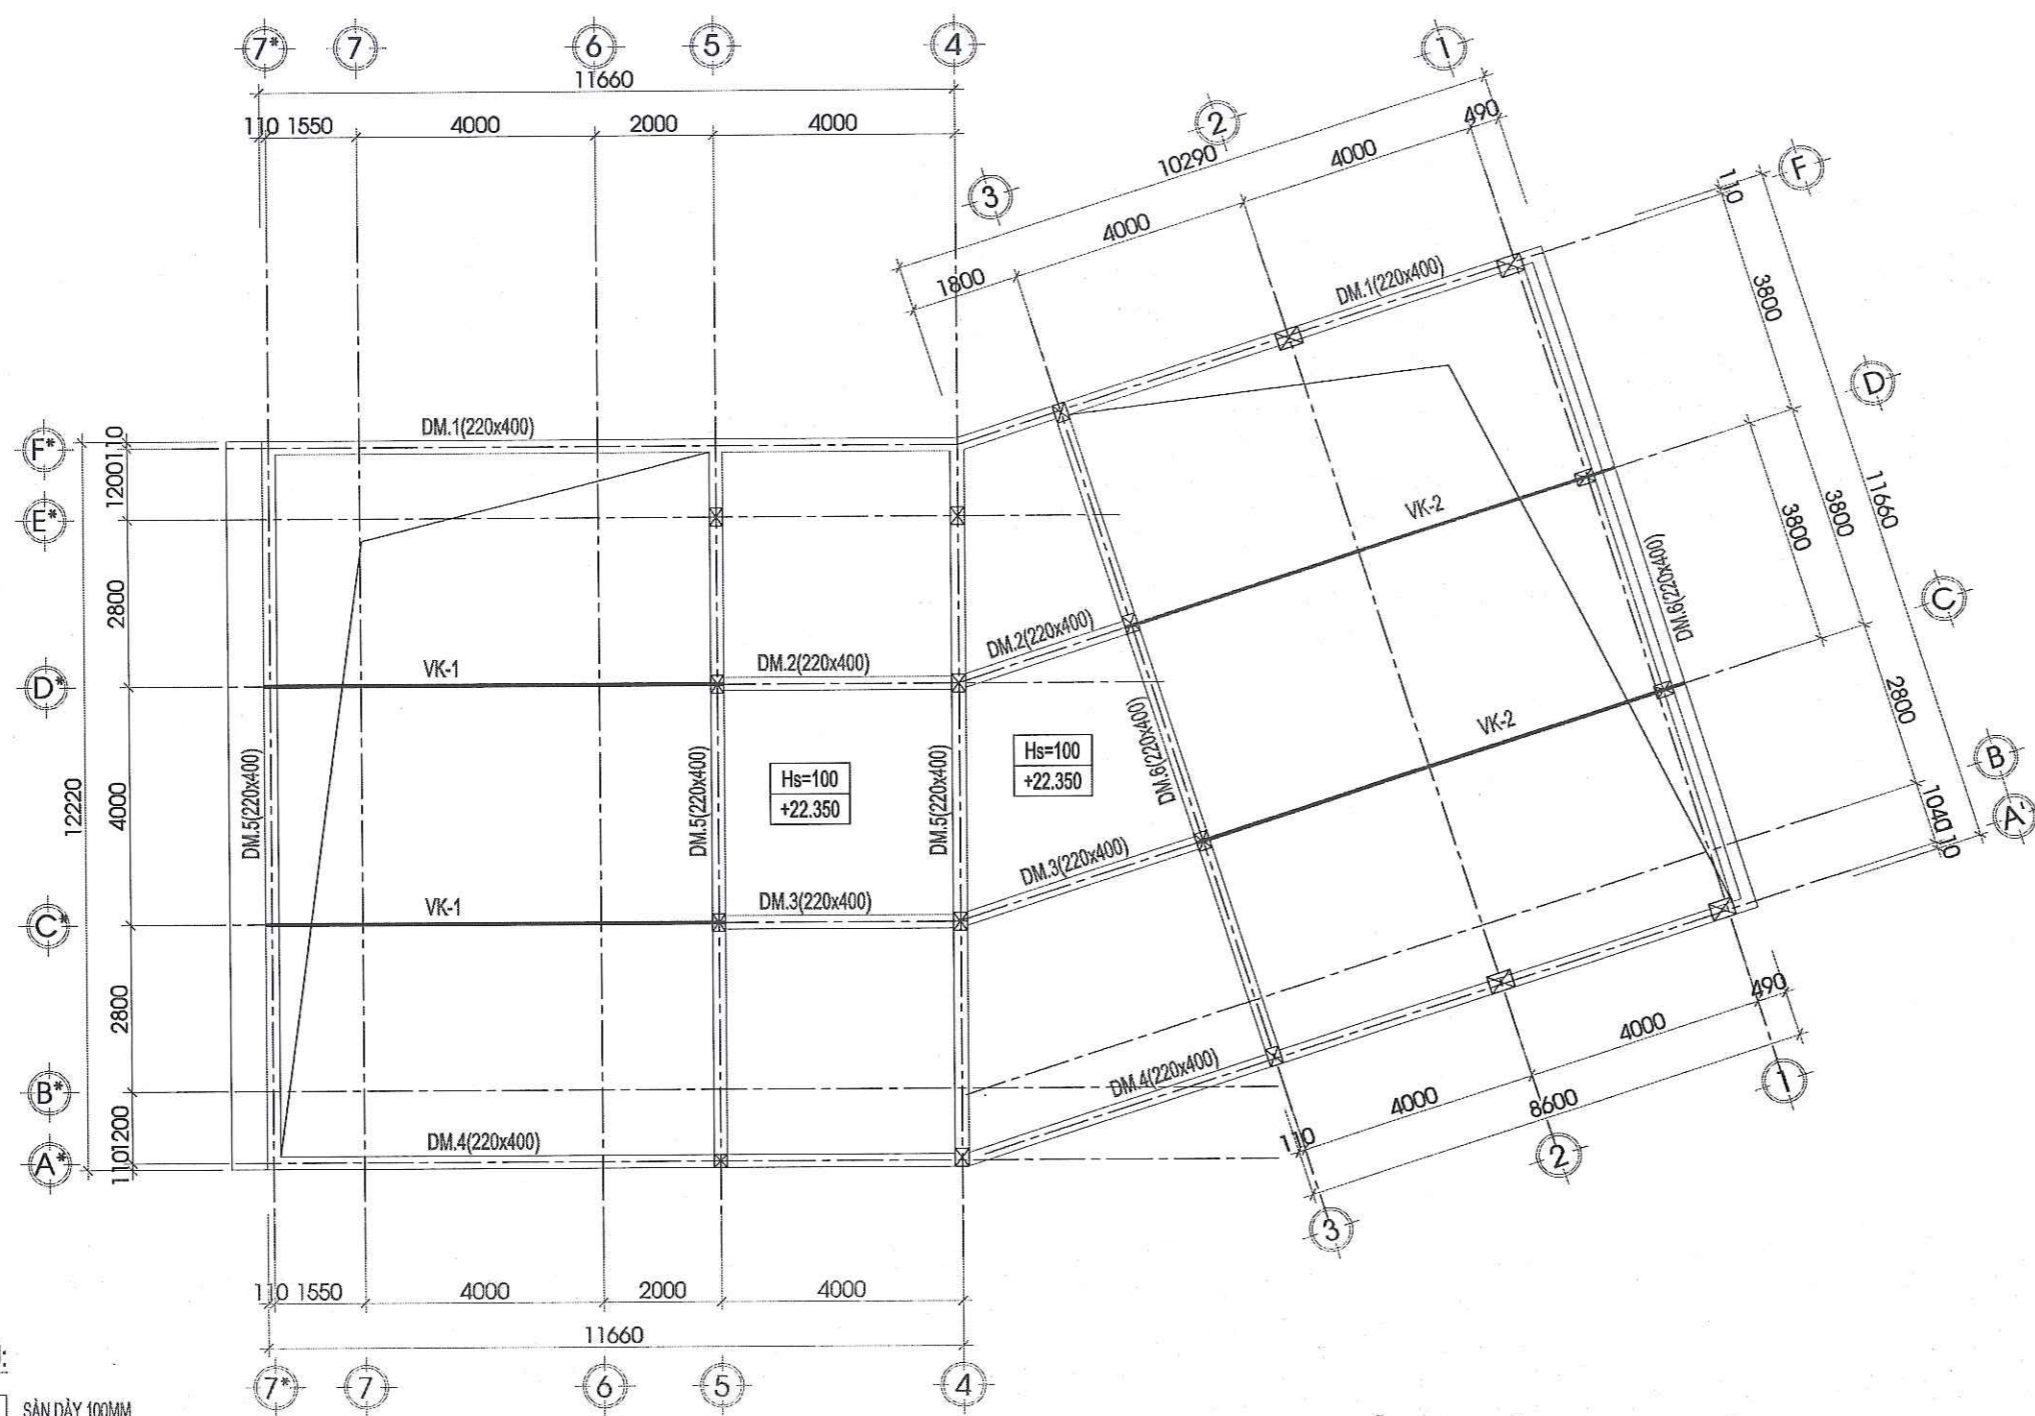 7* 7 6 5 4 1
11660
2
490
110 1550 4000 2000 4000
10290 4000
3
F
110
4000
1800
DM.1(220x400)
3800
D
DM.1(220x400)
F*
110
1200
E*
VK-2
3800 3800 11660
2800
DM.6(220x400)
C
DM.2(220x400)
VK-1
DM.2(220x400)
D*
VK-2
2800
DM.6(220x400)
B
DM.5(220x400)
DM.5(220x400)
DM.5(220x400)
Hs=100
+22.350
Hs=100
+22.350
12220
4000
1040
110
A'
DM.3(220x400)
VK-1
DM.3(220x400)
C*
2800
490
4000
DM.4(220x400)
B*
1
4000 8600
1200
DM.4(220x400)
110
A*
110
2
3
110 1550 4000 2000 4000
11660
7* 7 6 5 4
SÀN DÀY 100MM